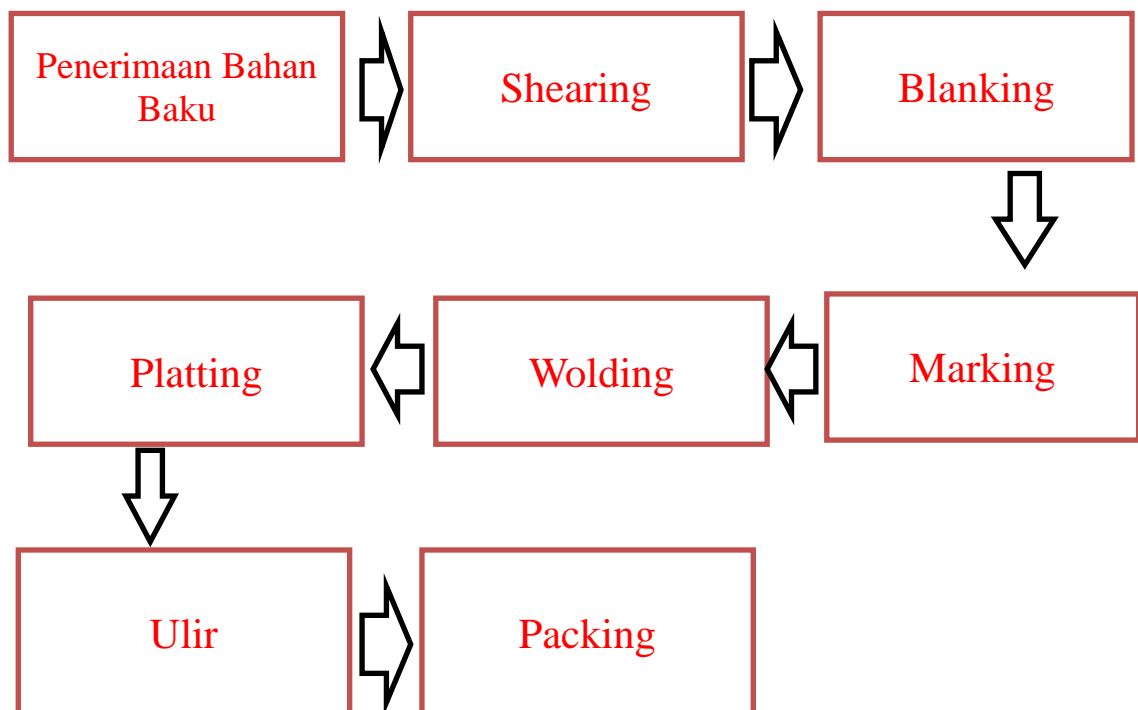 Penerimaan Bahan
Baku
Shearing
Blanking
Marking
Wolding
Platting
Ulir
Packing